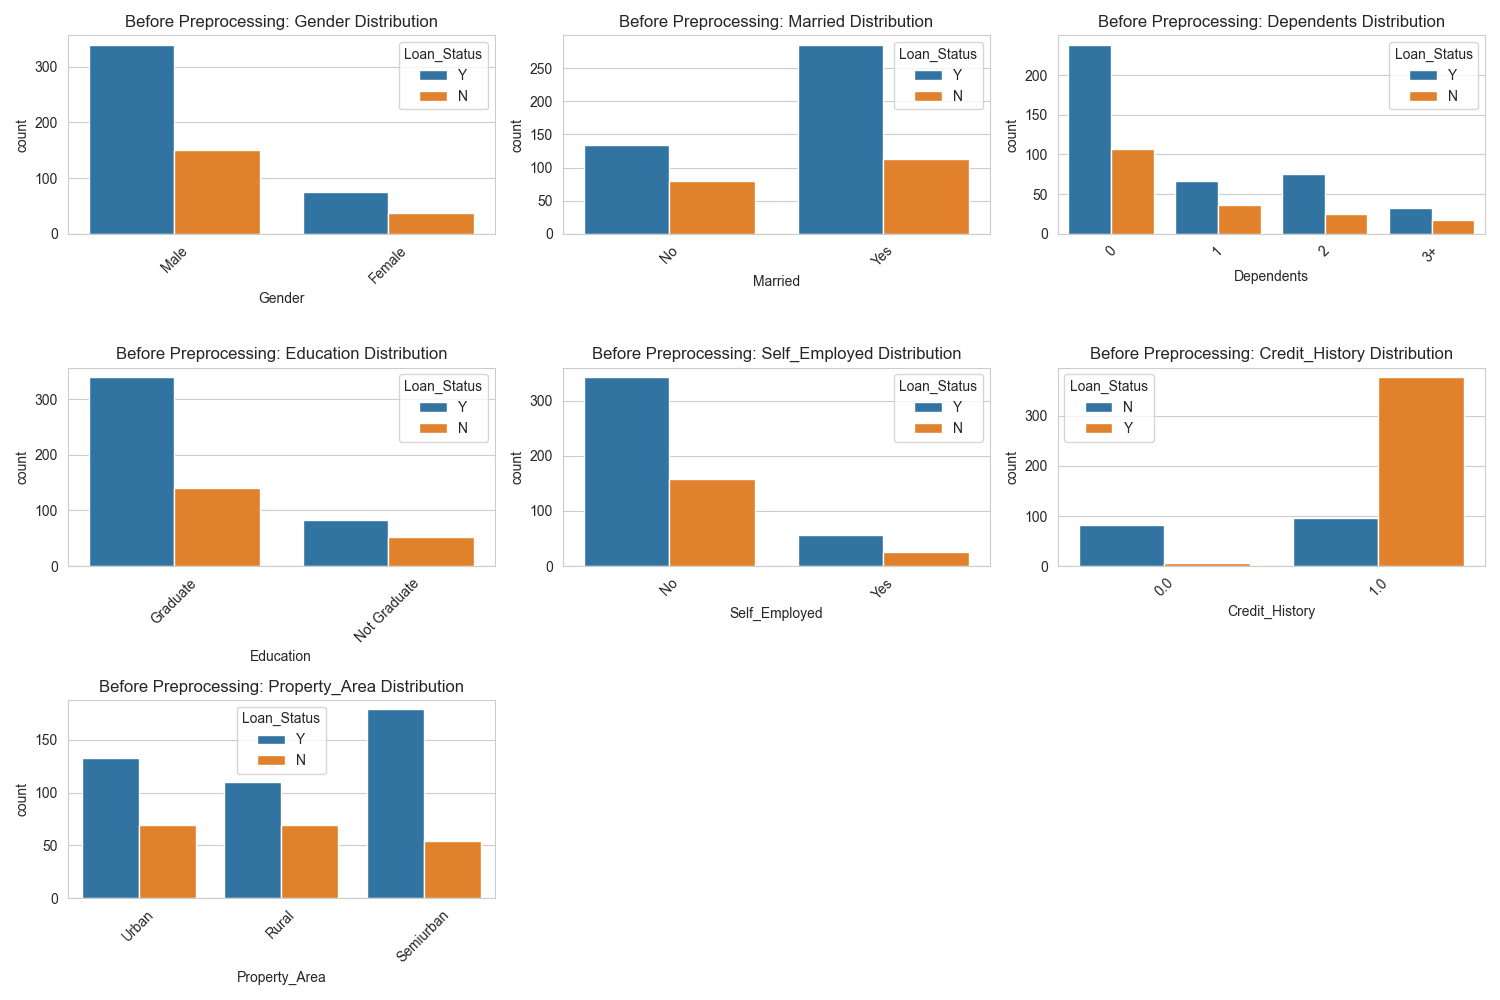 Before Preprocessing: Gender Distribution
count
300
200
100
0
Loan_Status
Y
N
Male
Female
Gender
Before Preprocessing: Married Distribution
count
250
200
150
100
50
0
Loan_Status
Y
N
No
Yes
Married
Before Preprocessing: Dependents Distribution
count
200
150
100
50
0
Loan_Status
Y
N
0
1
2
3+
Dependents
Before Preprocessing: Education Distribution
count
300
200
100
0
Loan_Status
Y
N
Graduate
Not Graduate
Education
Before Preprocessing: Self_Employed Distribution
count
300
200
100
0
Loan_Status
Y
N
No
Yes
Self_Employed
Before Preprocessing: Credit_History Distribution
count
300
200
100
0
Loan_Status
N
Y
0.0
1.0
Credit_History
Before Preprocessing: Property_Area Distribution
count
150
100
50
0
Loan_Status
Y
N
Urban
Rural
Semiurban
Property_Area